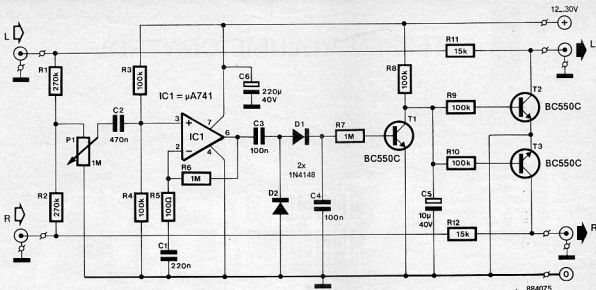 12...30V
L
R11
15k
L
R1
270k
R3
100k
C6
220µ
40V
R8
100k
IC1 = µA741
C2
470n
P1
1M
3
+
7
IC1
6
2
−
4
C3
100n
D1
2x
1N4148
R7
1M
T1
BC550C
R9
100k
T2
BC550C
R6
1M
R10
100k
T3
BC550C
R2
270k
R4
100k
R5
100Ω
D2
C4
100n
C5
10µ
40V
R
R12
15k
R
C1
220n
0
884075